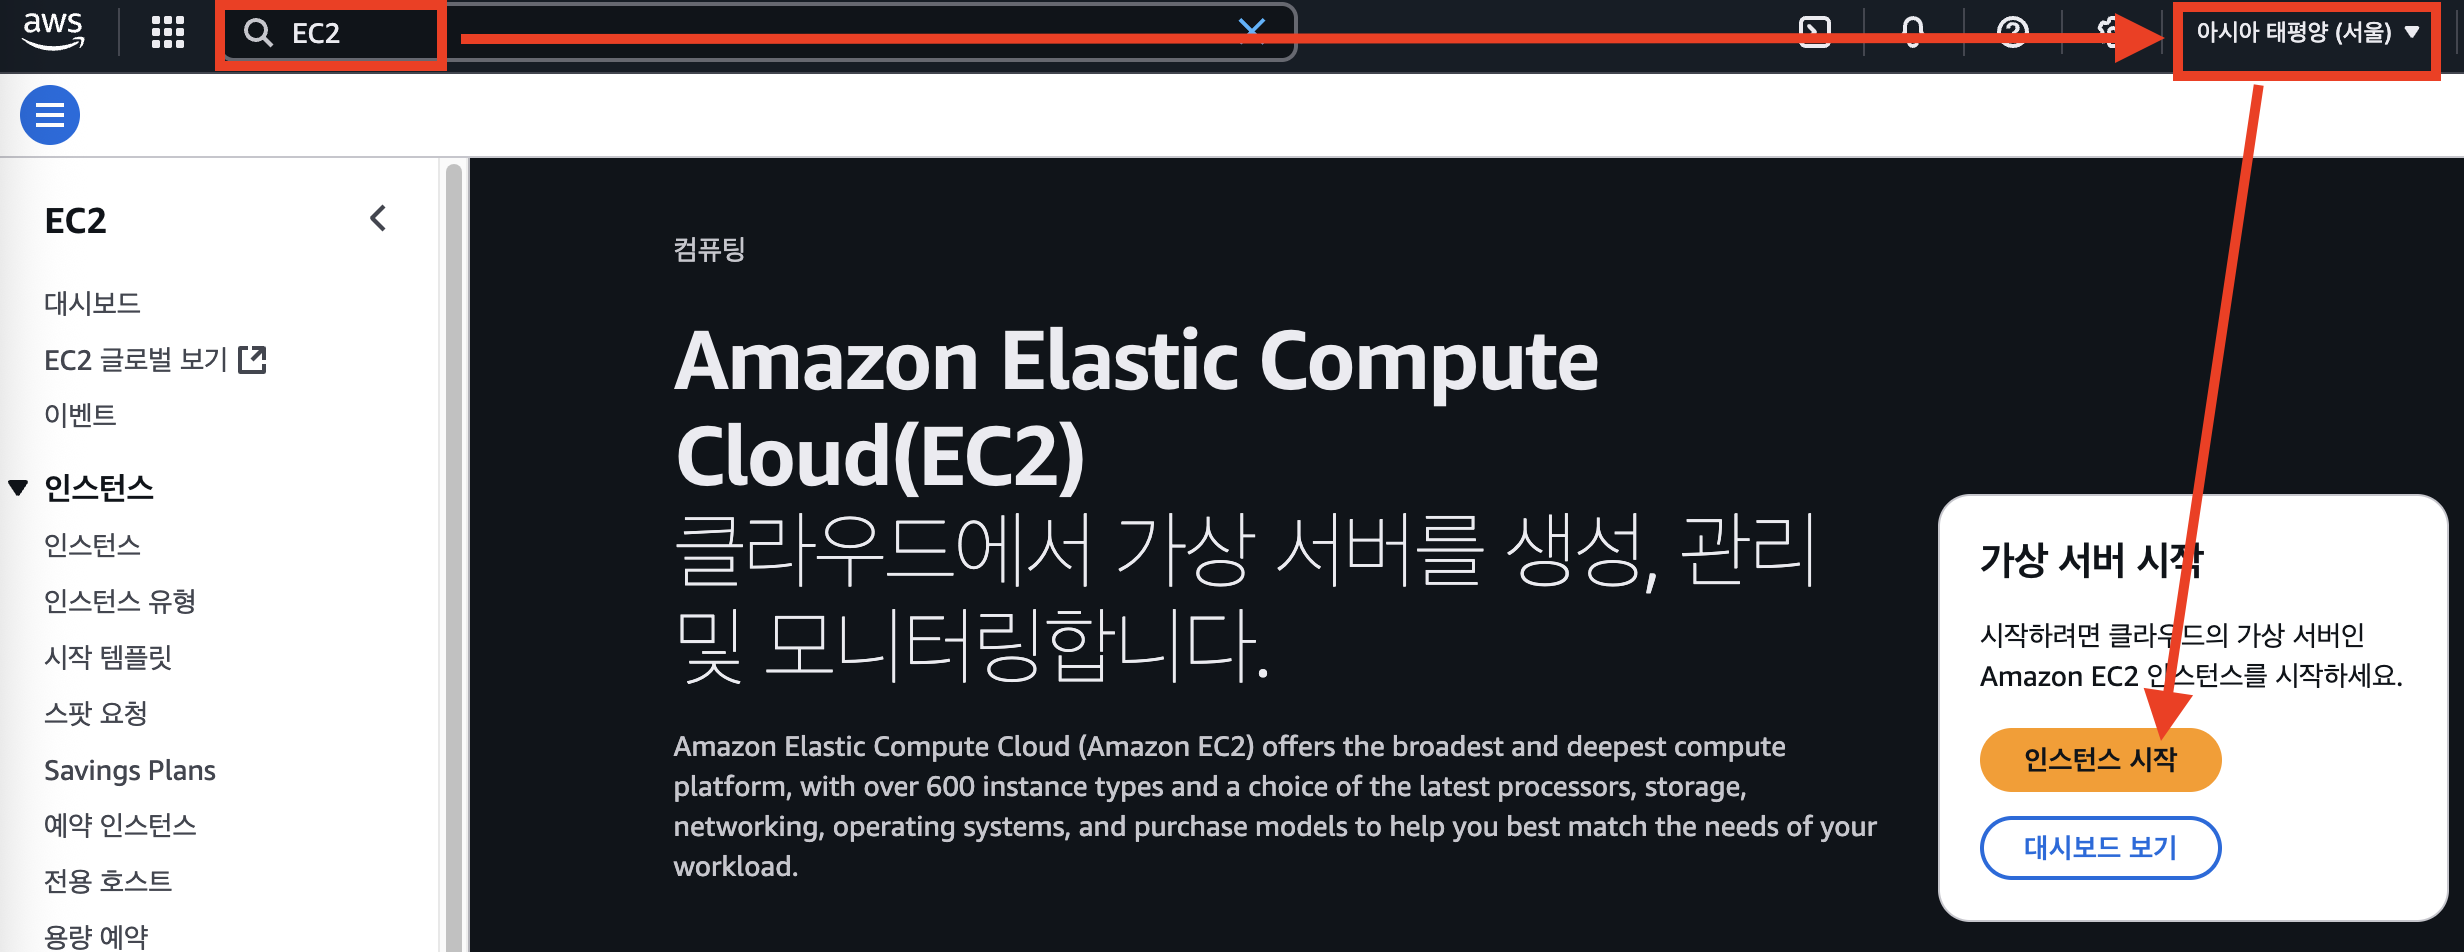 aws
EC2
아시아 태평양 (서울)
EC2
대시보드
EC2 글로벌 보기
이벤트
인스턴스
인스턴스
인스턴스 유형
시작 템플릿
스팟 요청
Savings Plans
예약 인스턴스
전용 호스트
용량 예약
컴퓨팅
Amazon Elastic Compute
Cloud(EC2)
클라우드에서 가상 서버를 생성, 관리
및 모니터링합니다.
Amazon Elastic Compute Cloud (Amazon EC2) offers the broadest and deepest compute
platform, with over 600 instance types and a choice of the latest processors, storage,
networking, operating systems, and purchase models to help you best match the needs of your
workload.
가상 서버 시작
시작하려면 클라우드의 가상 서버인
Amazon EC2 인스턴스를 시작하세요.
인스턴스 시작
대시보드 보기